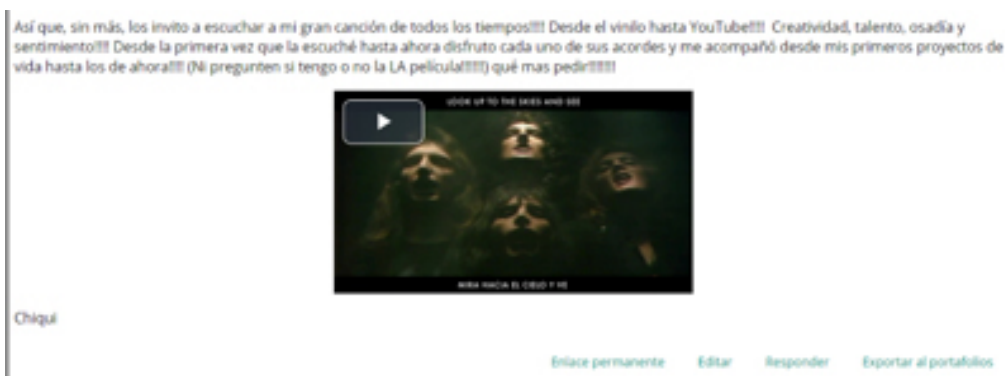 Así que, sin más, los invito a escuchar a mi gran canción de todos los tiempos!!!! Desde el vinilo hasta YouTube!!!! Creatividad, talento, osadía y
sentimiento!!!! Desde la primera vez que la escuché hasta ahora disfruto cada uno de sus acordes y me acompañó desde mis primeros proyectos de
vida hasta los de ahora!!!! (Ni pregunten si tengo o no la LA película!!!!!!) qué mas pedir!!!!!!!!
LOOK UP TO THE SKIES AND SEE
MIRA HACIA EL CIELO Y VE
Chiqui
Enlace permanente Editar Responder Exportar al portafolios